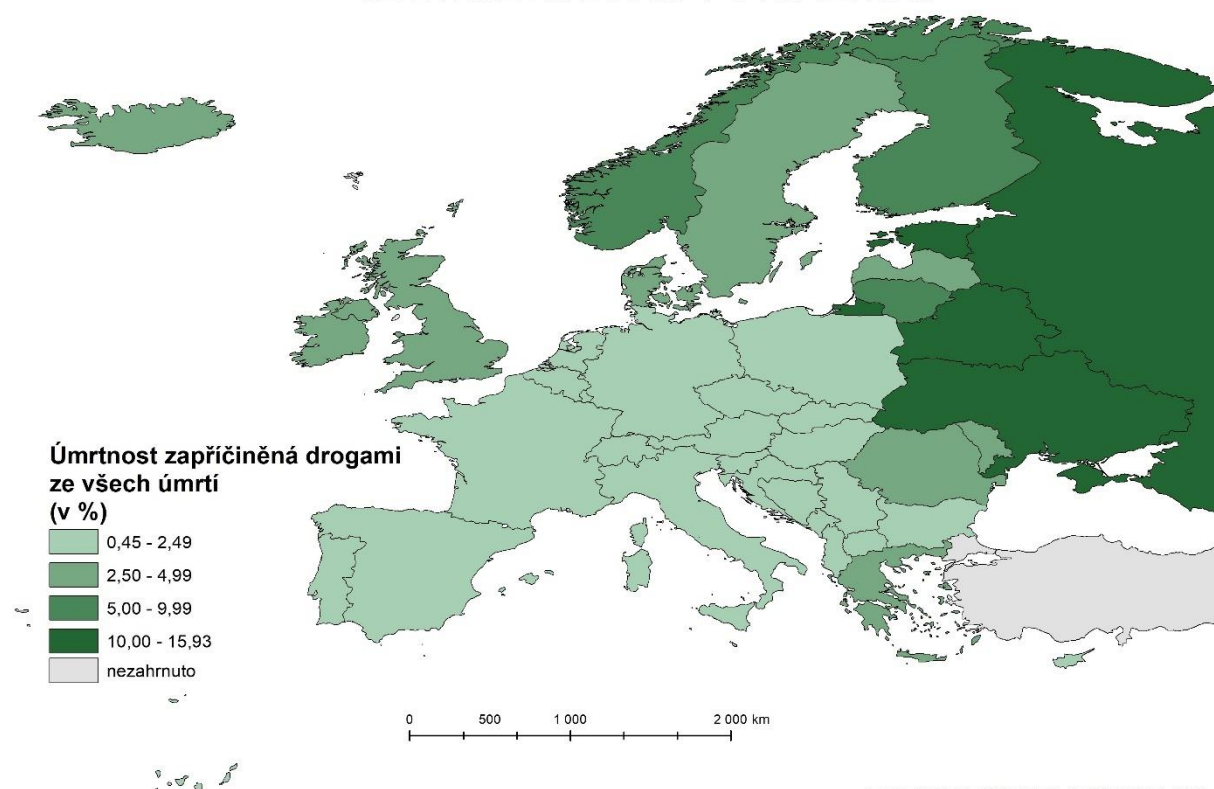 Úmrtnost zapříčiněná drogami
ze všech úmrtí
(v %)
0,45 - 2,49
2,50 - 4,99
5,00 - 9,99
10,00 - 15,93
nezahrnuto
0 500 1 000 2 000 km